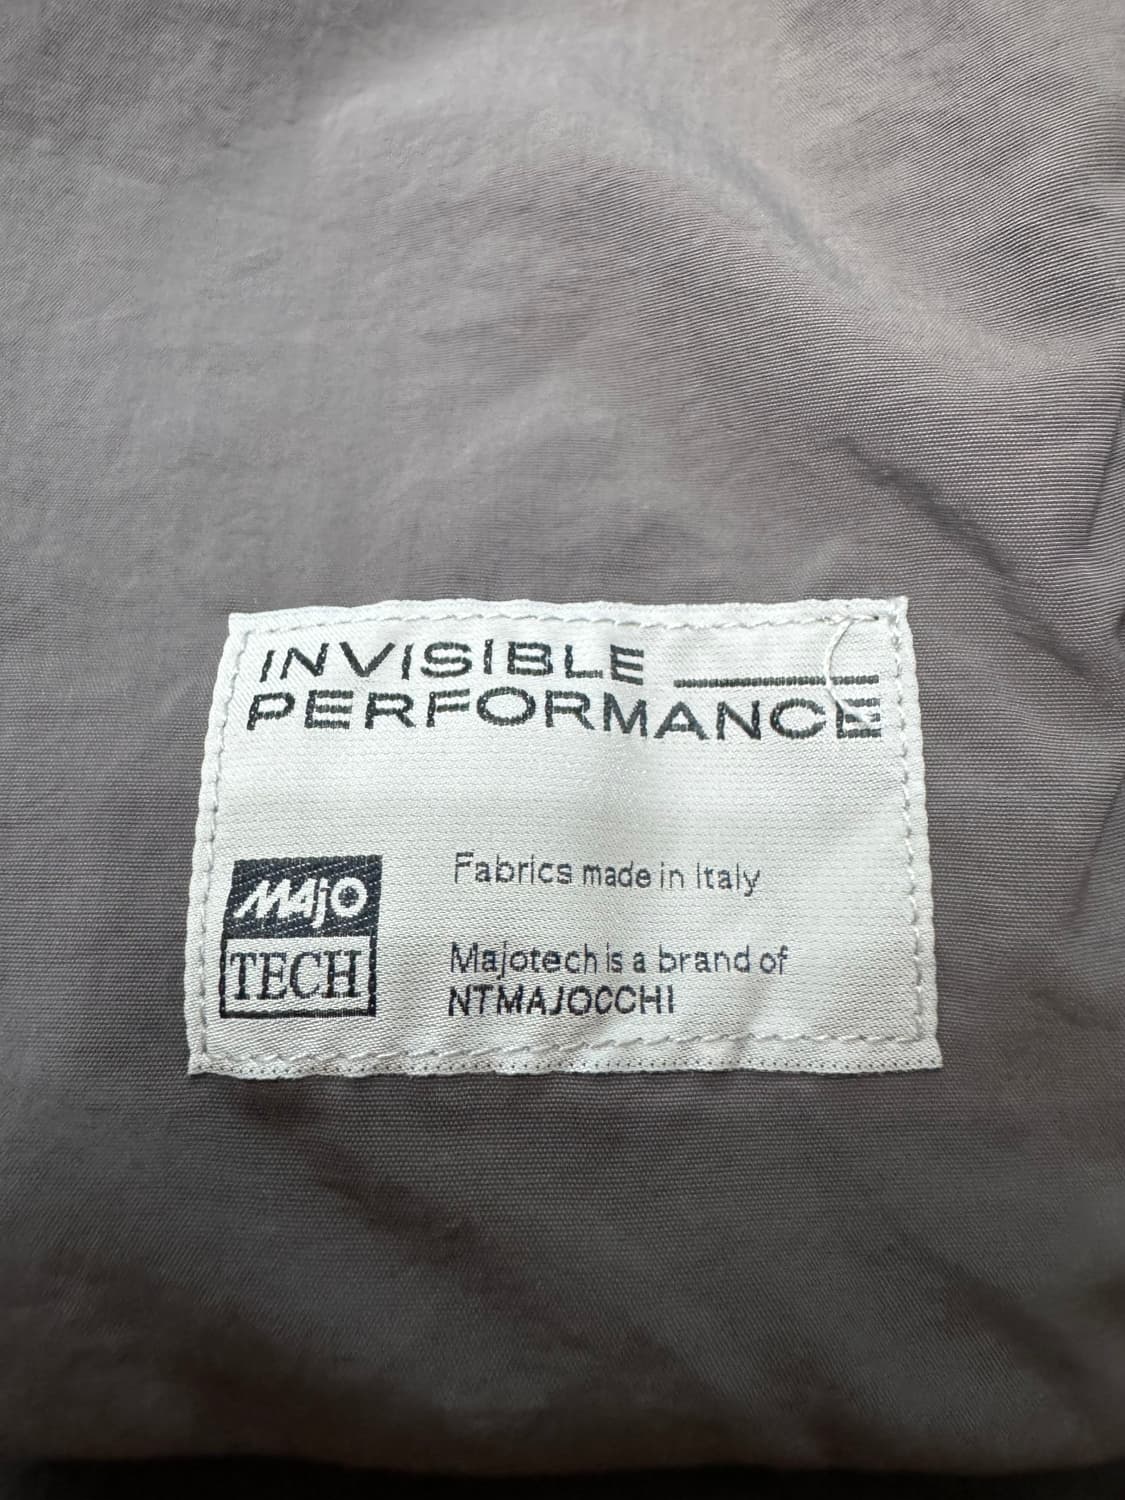 INVISIBLE
PERFORMANCE
MAjO
TECH
Fabrics made in Italy
Majotech is a brand of
NTMAJOCCHI